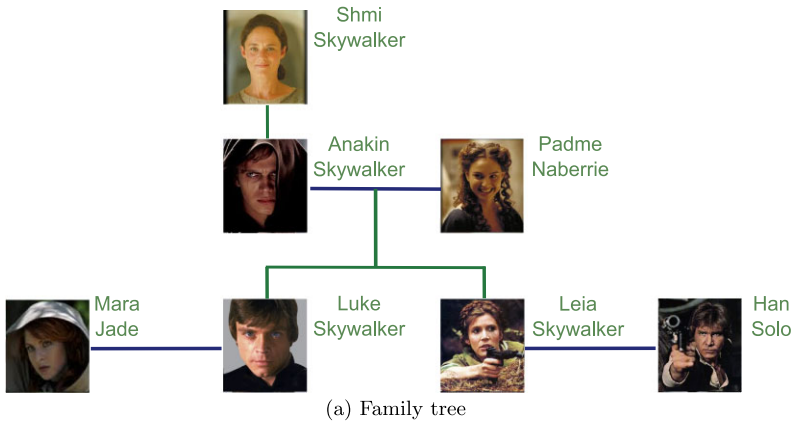 Shmi
Skywalker
Anakin
Skywalker
Padme
Naberrie
Mara
Jade
Luke
Skywalker
Leia
Skywalker
Han
Solo
(a) Family tree